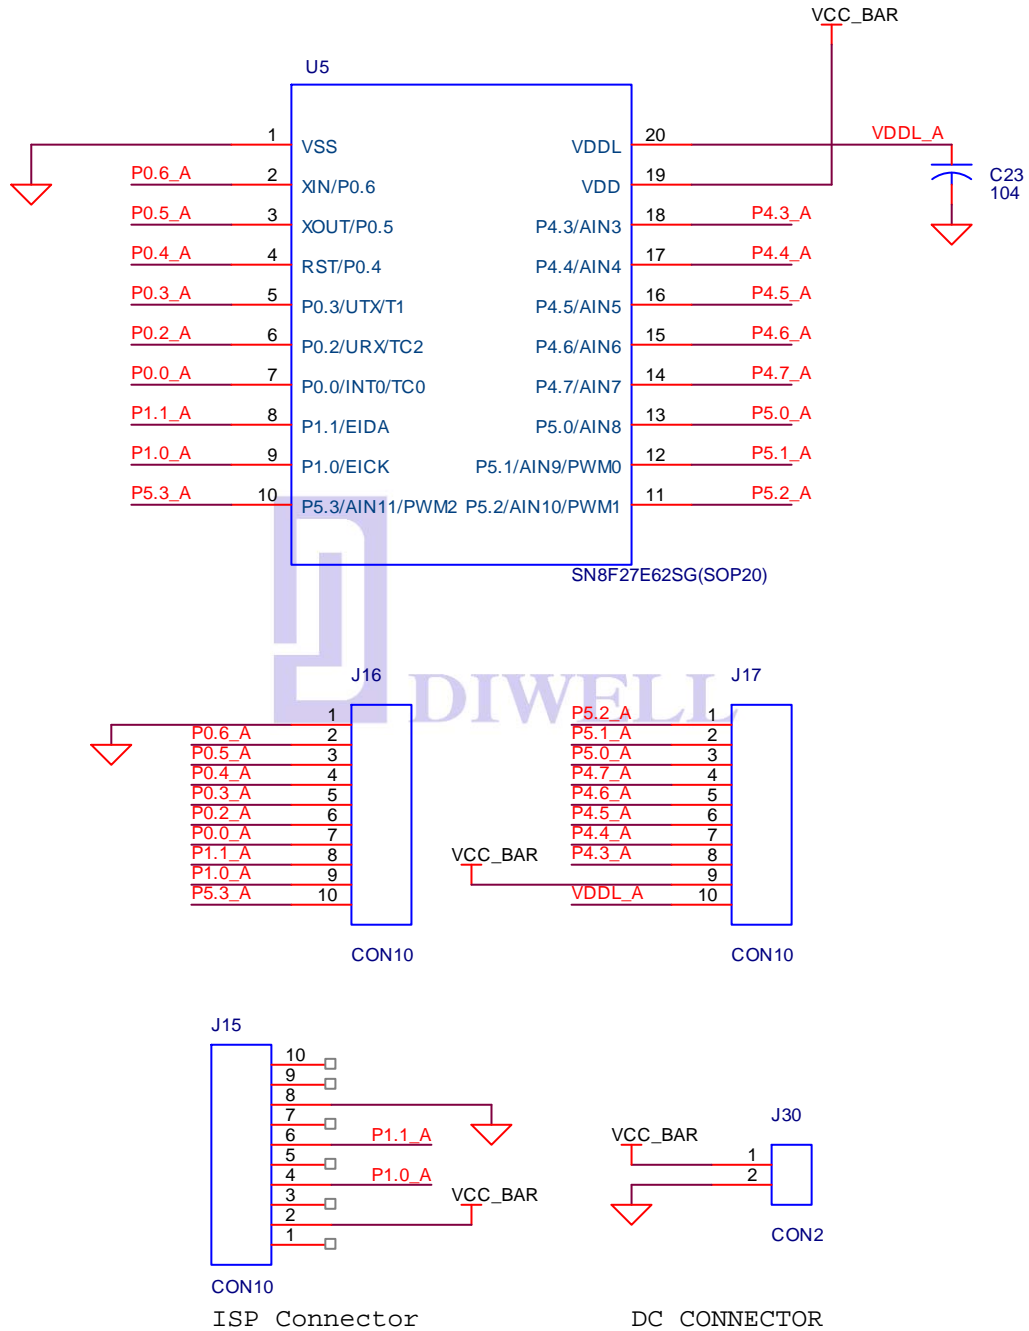 VCC_BAR
U5
1 VSS VDDL 20 VDDL_A
P0.6_A 2 XIN/P0.6 VDD 19
C23
104
P0.5_A 3 XOUT/P0.5 P4.3/AIN3 18 P4.3_A
P0.4_A 4 RST/P0.4 P4.4/AIN4 17 P4.4_A
P0.3_A 5 P0.3/UTX/T1 P4.5/AIN5 16 P4.5_A
P0.2_A 6 P0.2/URX/TC2 P4.6/AIN6 15 P4.6_A
P0.0_A 7 P0.0/INT0/TC0 P4.7/AIN7 14 P4.7_A
P1.1_A 8 P1.1/EIDA P5.0/AIN8 13 P5.0_A
P1.0_A 9 P1.0/EICK P5.1/AIN9/PWM0 12 P5.1_A
P5.3_A 10 P5.3/AIN11/PWM2 P5.2/AIN10/PWM1 11 P5.2_A
SN8F27E62SG(SOP20)
DIWELL
J16
1
P0.6_A 2
P0.5_A 3
P0.4_A 4
P0.3_A 5
P0.2_A 6
P0.0_A 7
P1.1_A 8
P1.0_A 9
P5.3_A 10
CON10
J17
P5.2_A 1
P5.1_A 2
P5.0_A 3
P4.7_A 4
P4.6_A 5
P4.5_A 6
P4.4_A 7
P4.3_A 8
VCC_BAR 9
VDDL_A 10
CON10
J15
10
9
8
7
6 P1.1_A
5
4 P1.0_A
3
2 VCC_BAR
1
CON10
ISP Connector
J30
VCC_BAR 1
2
CON2
DC CONNECTOR